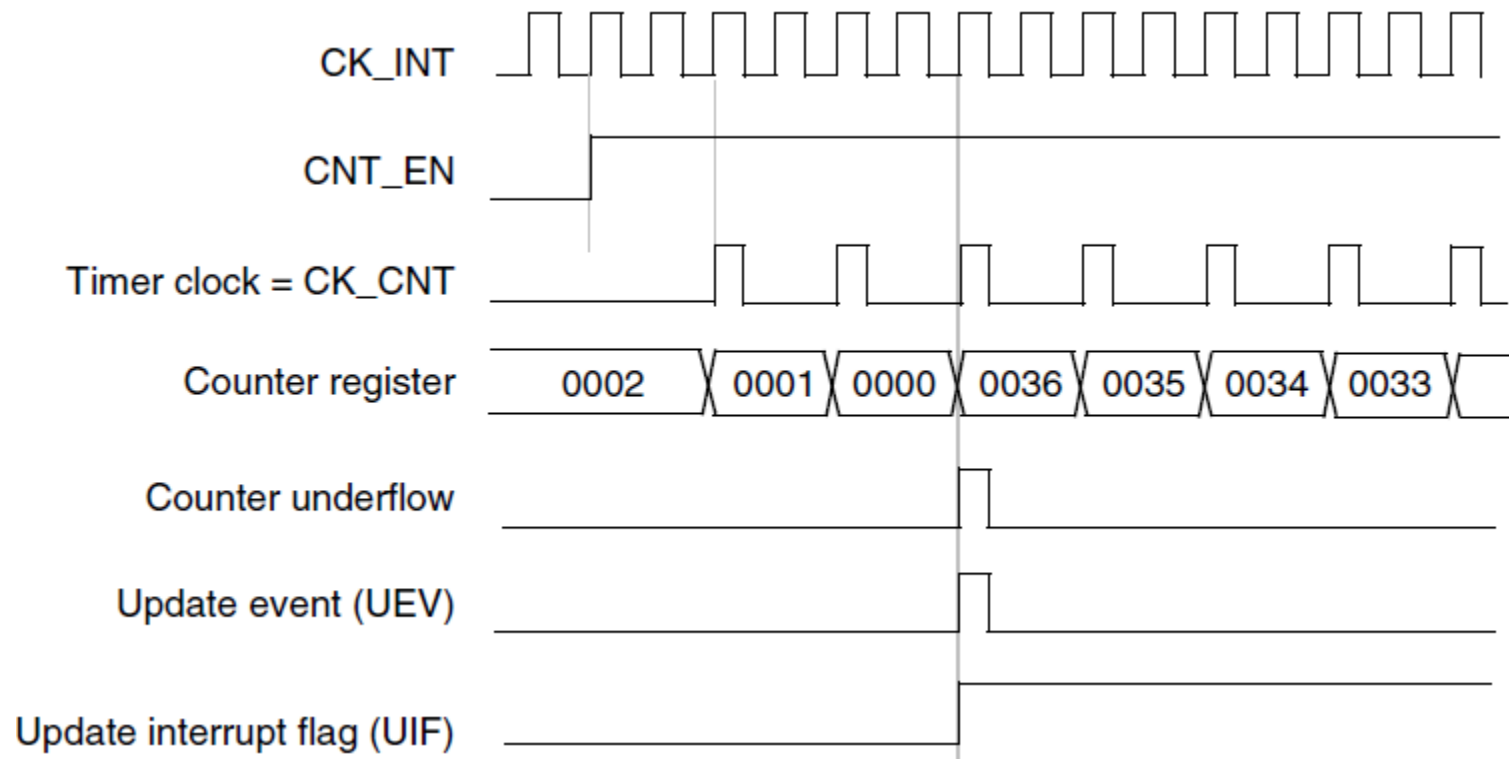 CK_INT
CNT_EN
Timer clock = CK_CNT
Counter register 0002 0001 0000 0036 0035 0034 0033
Counter underflow
Update event (UEV)
Update interrupt flag (UIF)